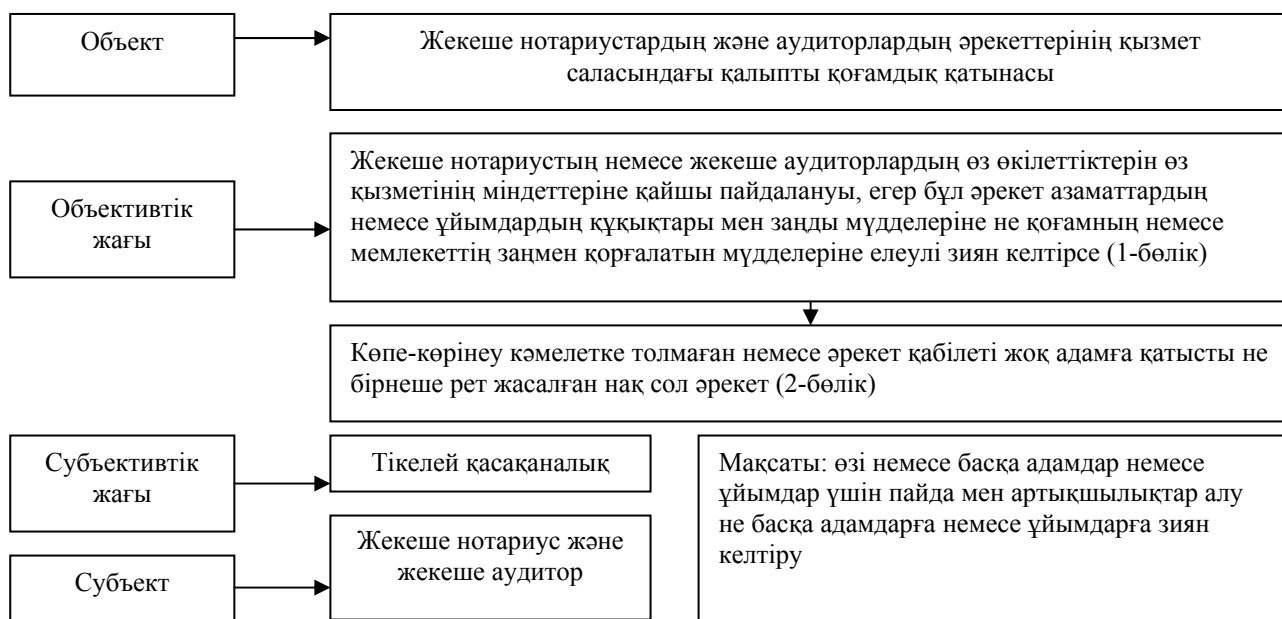 Объект
Жекеше нотариустардың және аудиторлардың әрекеттерінің қызмет
саласындағы қалыпты қоғамдық қатынасы
Объективтік
жағы
Жекеше нотариустың немесе жекеше аудиторлардың өз өкілеттіктерін өз
қызметінің міндеттеріне қайшы пайдалануы, егер бұл әрекет азаматтардың
немесе ұйымдардың құқықтары мен заңды мүдделеріне не қоғамның немесе
мемлекеттің заңмен қорғалатын мүдделеріне елеулі зиян келтірсе (1-бөлік)
Көпе-көрінеу кәмелетке толмаған немесе әрекет қабілеті жоқ адамға қатысты не
бірнеше рет жасалған нақ сол әрекет (2-бөлік)
Субъективтік
жағы
Тікелей қасақаналық
Мақсаты: өзі немесе басқа адамдар немесе
ұйымдар үшін пайда мен артықшылықтар алу
не басқа адамдарға немесе ұйымдарға зиян
келтіру
Субъект
Жекеше нотариус және
жекеше аудитор